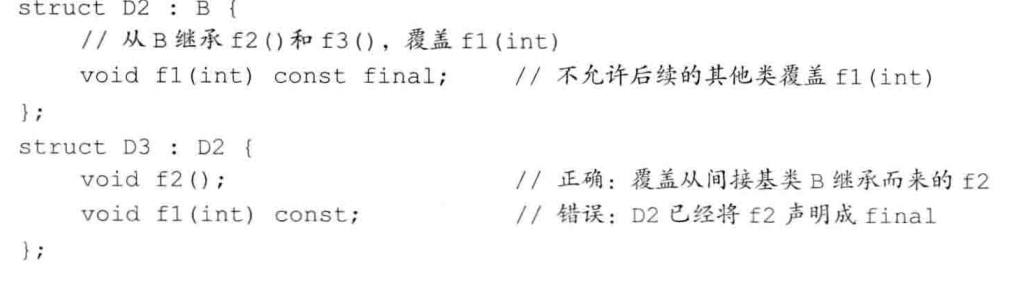 struct D2 : B {
    // 从B继承f2()和f3()，覆盖f1(int)
    void f1(int) const final;    // 不允许后续的其他类覆盖f1(int)
};
struct D3 : D2 {
    void f2();    // 正确：覆盖从间接基类B继承而来的f2
    void f1(int) const;    // 错误：D2已经将f2声明成final
};